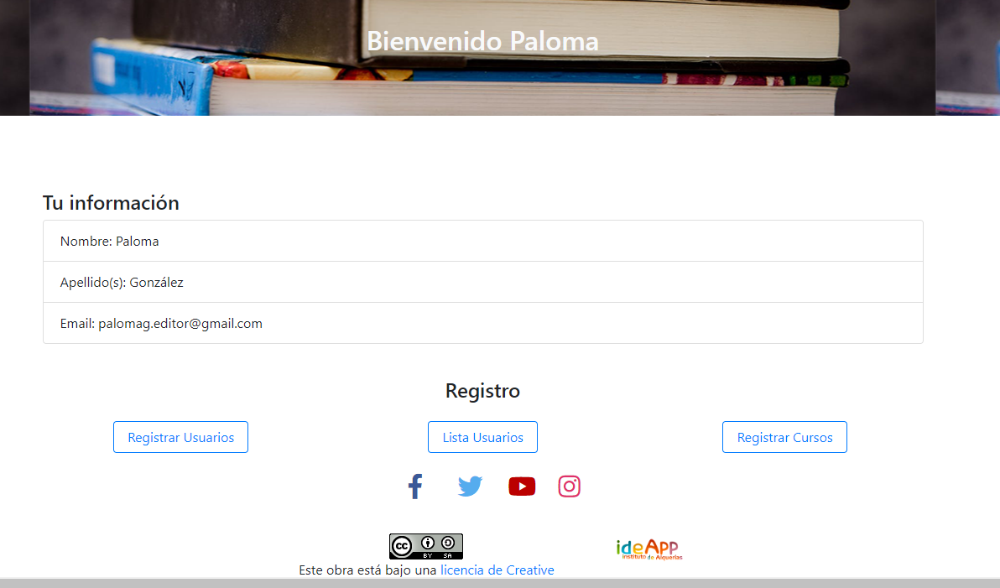 Bienvenido Paloma
Tu información
Nombre: Paloma
Apellido(s): González
Email: palomag.editor@gmail.com
Registro
Registrar Usuarios
Lista Usuarios
Registrar Cursos
cc BY SA
ideApp
Instituto de Alquerías
Este obra está bajo una licencia de Creative